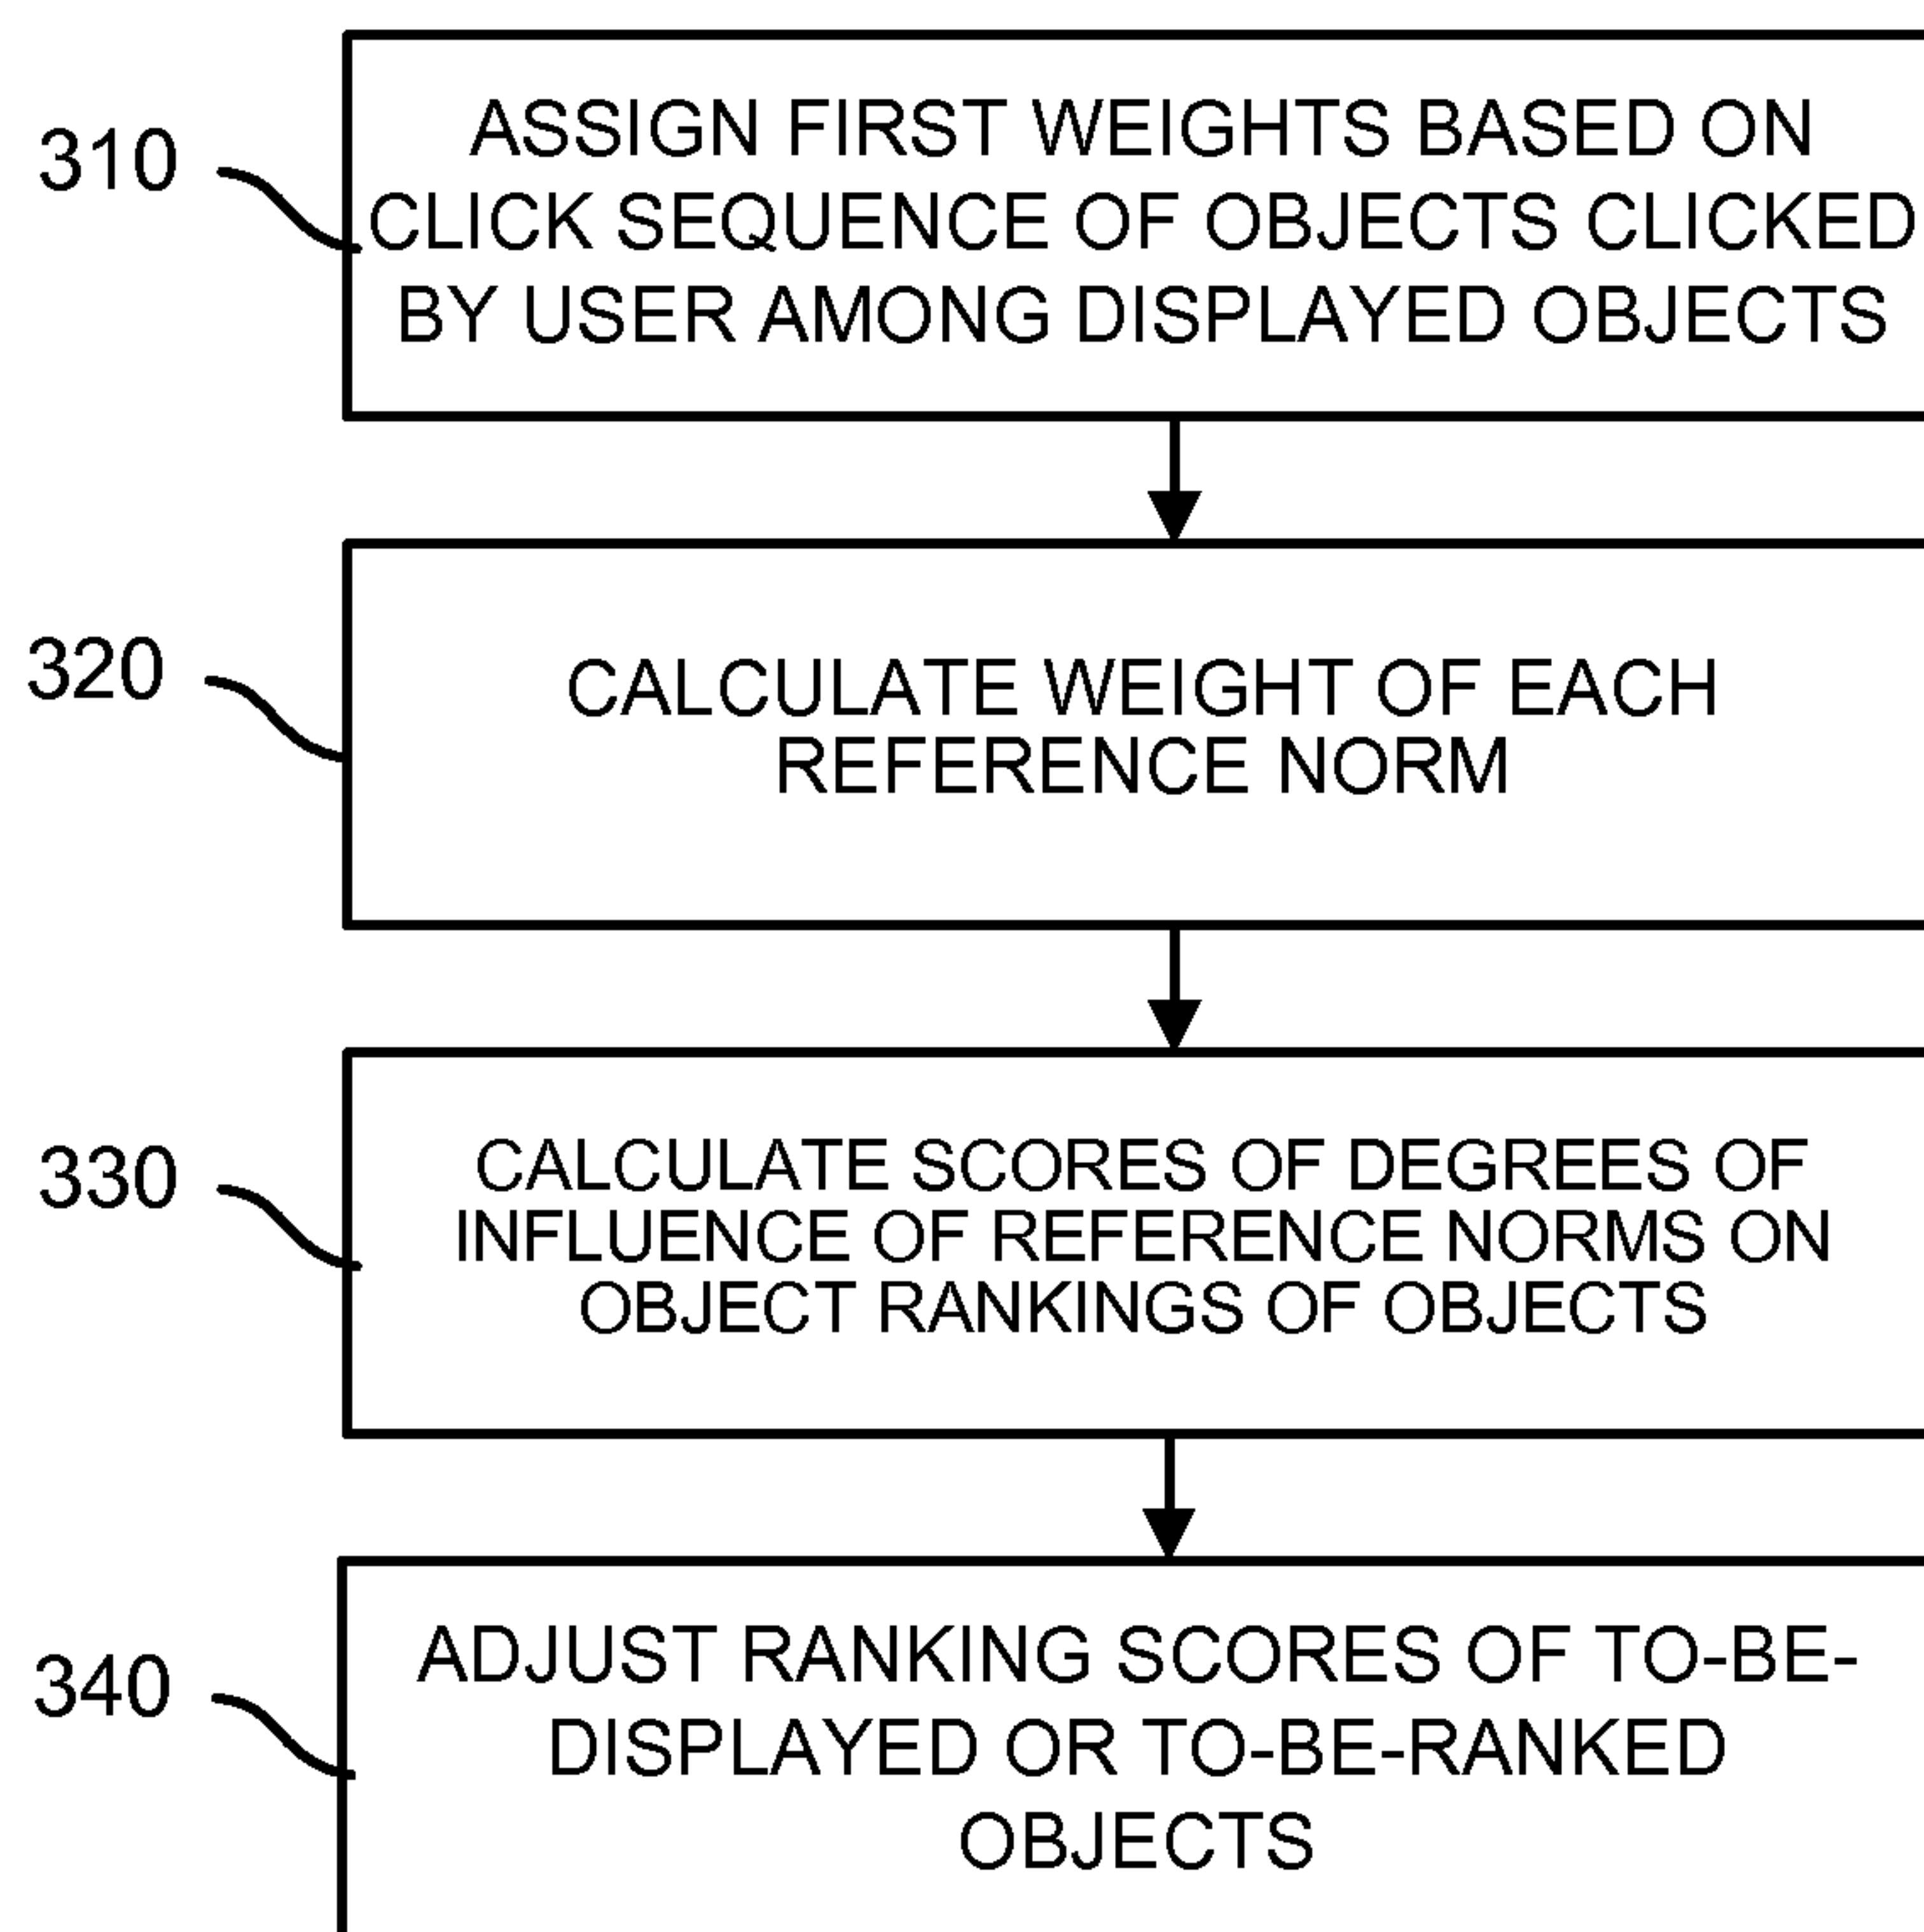 310
ASSIGN FIRST WEIGHTS BASED ON
CLICK SEQUENCE OF OBJECTS CLICKED
BY USER AMONG DISPLAYED OBJECTS
320
CALCULATE WEIGHT OF EACH
REFERENCE NORM
330
CALCULATE SCORES OF DEGREES OF
INFLUENCE OF REFERENCE NORMS ON
OBJECT RANKINGS OF OBJECTS
340
ADJUST RANKING SCORES OF TO-BE-
DISPLAYED OR TO-BE-RANKED
OBJECTS